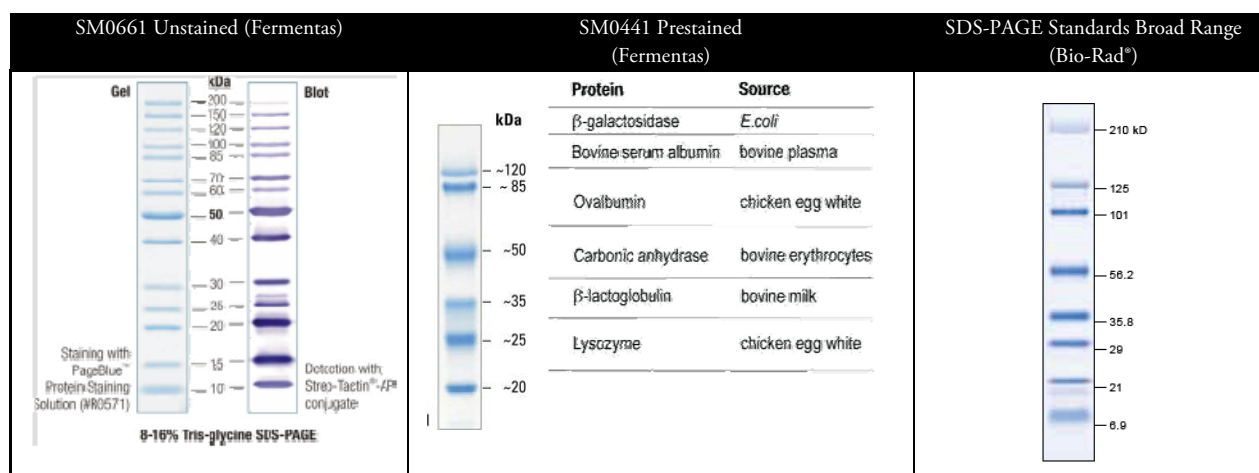 SM0661 Unstained (Fermentas)
SM0441 Prestained
(Fermentas)
SDS-PAGE Standards Broad Range
(Bio-Rad®)
Gel
kDa
Blot
200
150
120
100
85
70
60
50
40
30
25
20
15
10
Staining with
PageBlue™
Protein Staining
Solution (#R0571)
Detection with
Strep-Tactin®-AP
conjugate
8-16% Tris-glycine SDS-PAGE
kDa
~120
~85
~50
~35
~25
~20
Protein Source
β-galactosidase E.coli
Bovine serum albumin bovine plasma
Ovalbumin chicken egg white
Carbonic anhydrase bovine erythrocytes
β-lactoglobulin bovine milk
Lysozyme chicken egg white
210 kD
125
101
56.2
35.8
29
21
6.9